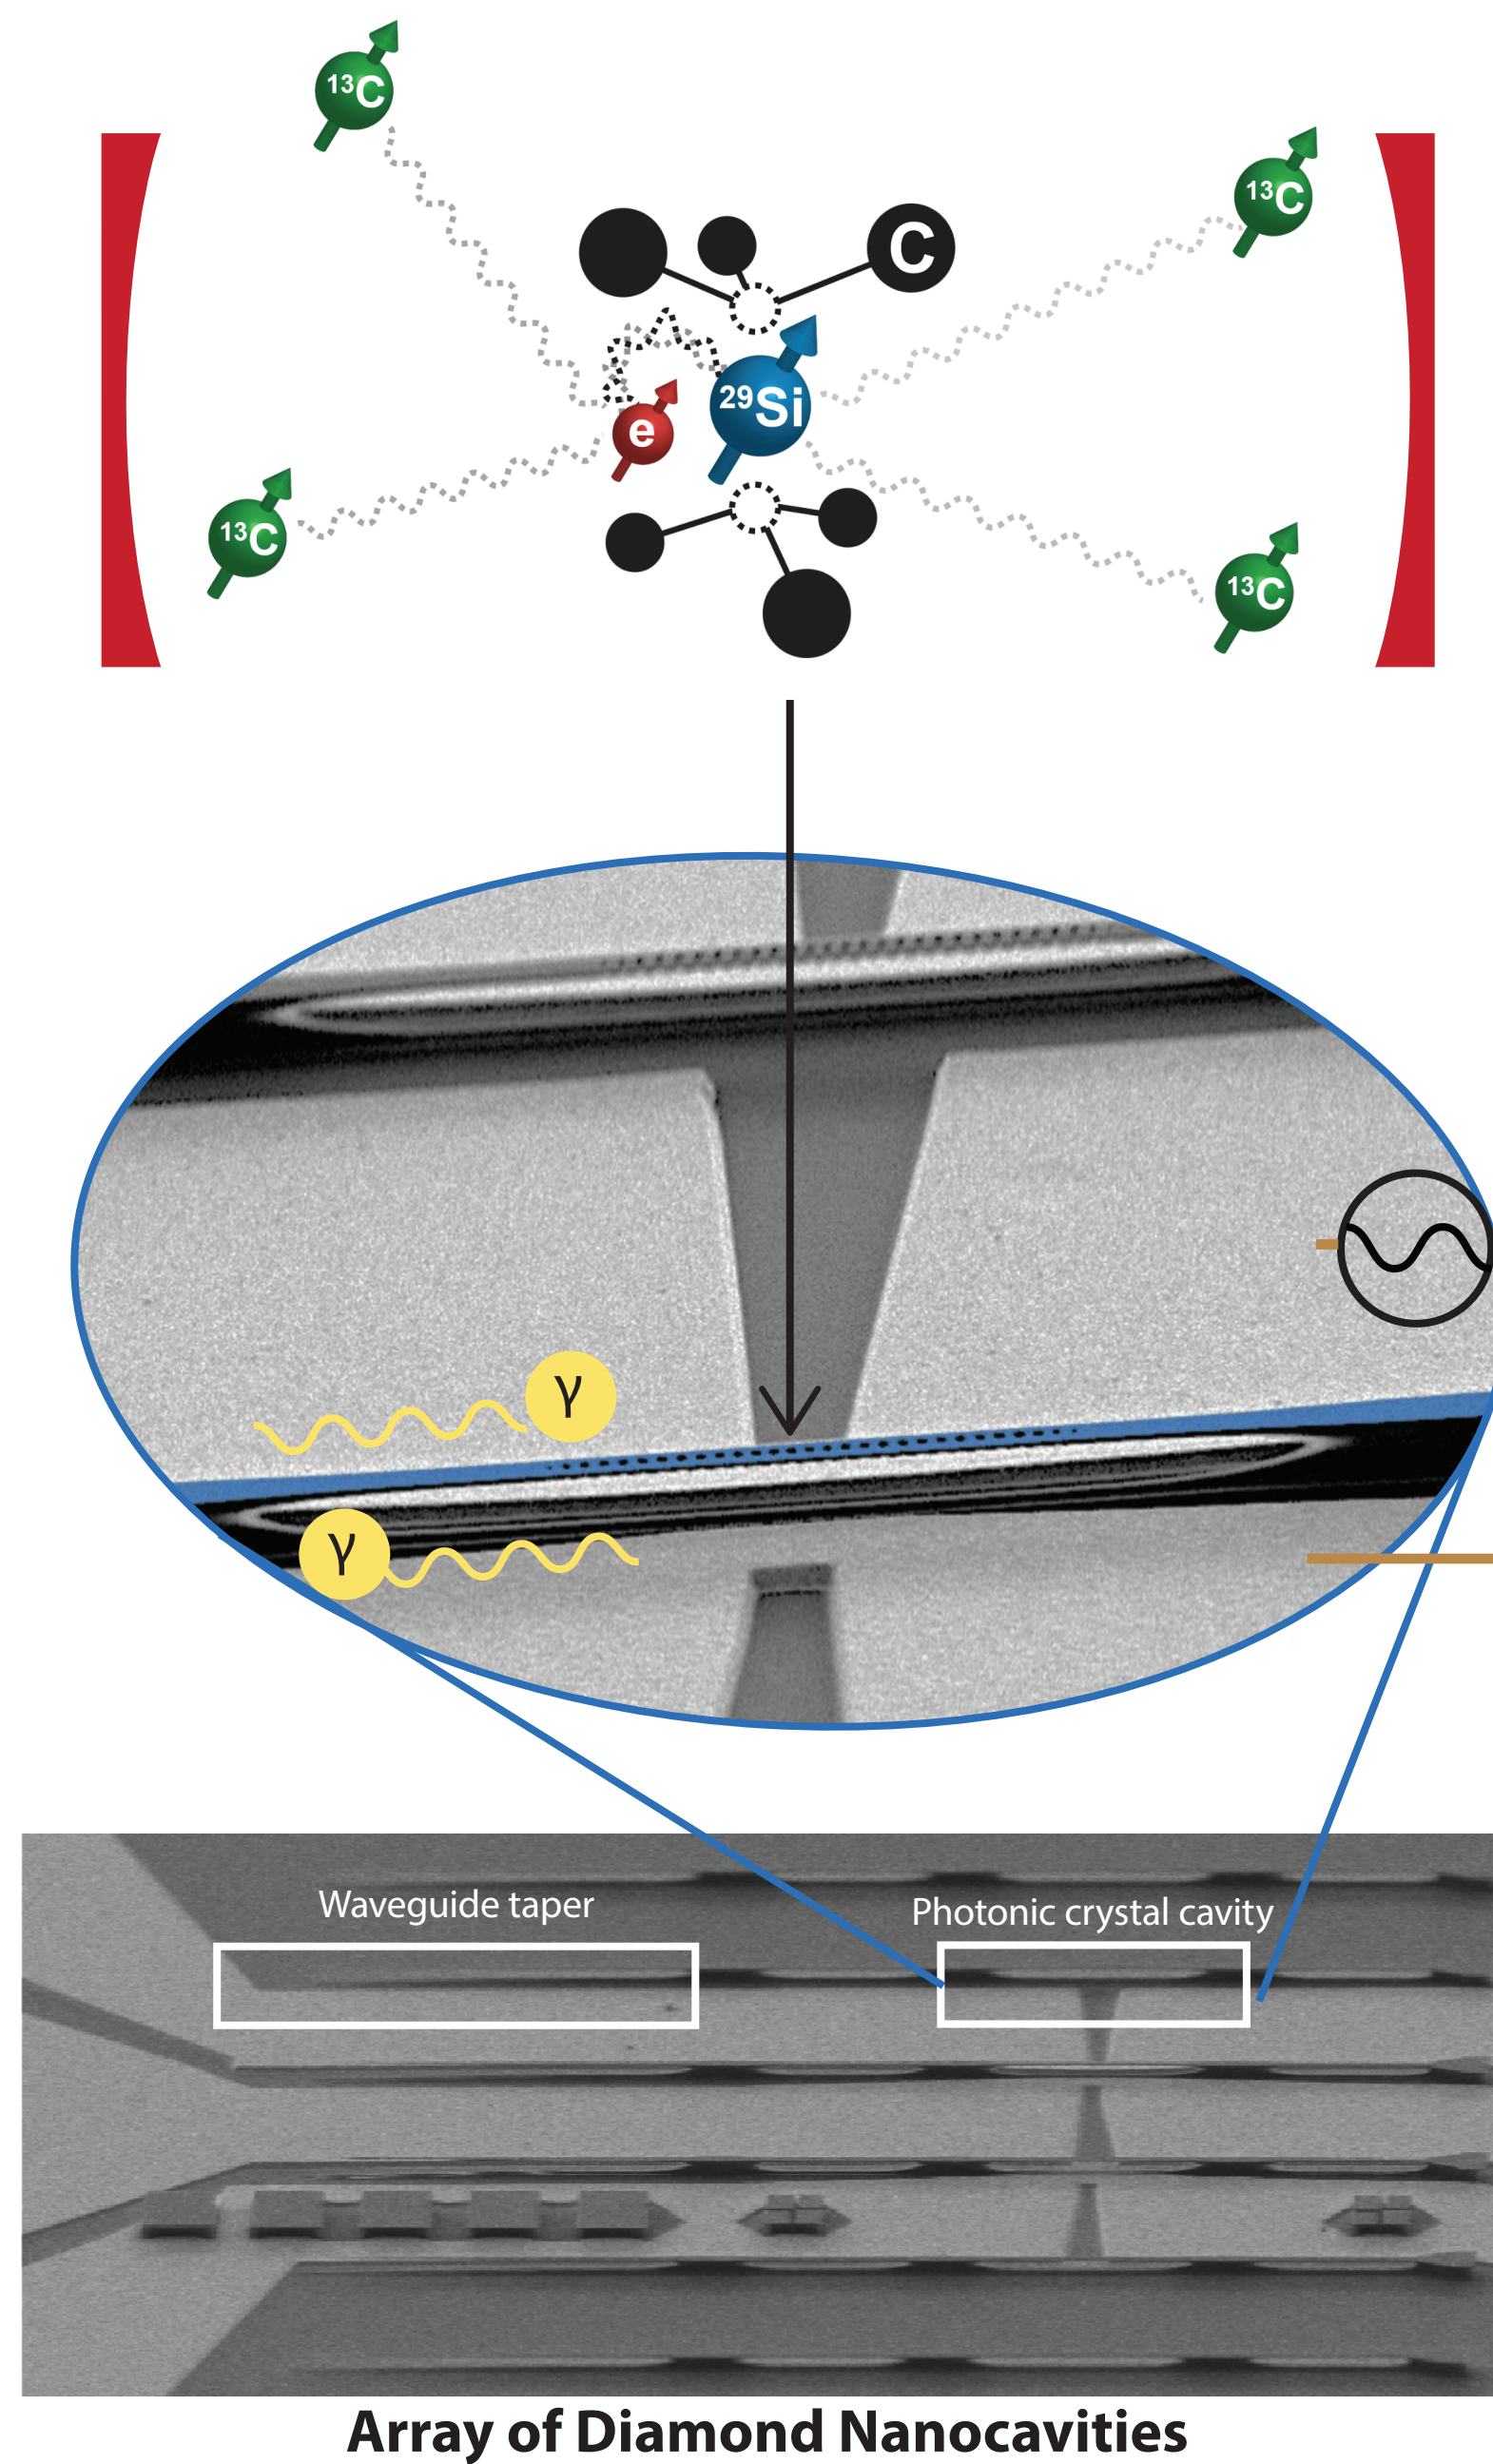 ¹³C
¹³C
C
²⁹Si
e
¹³C
¹³C
γ
γ
Waveguide taper
Photonic crystal cavity
Array of Diamond Nanocavities